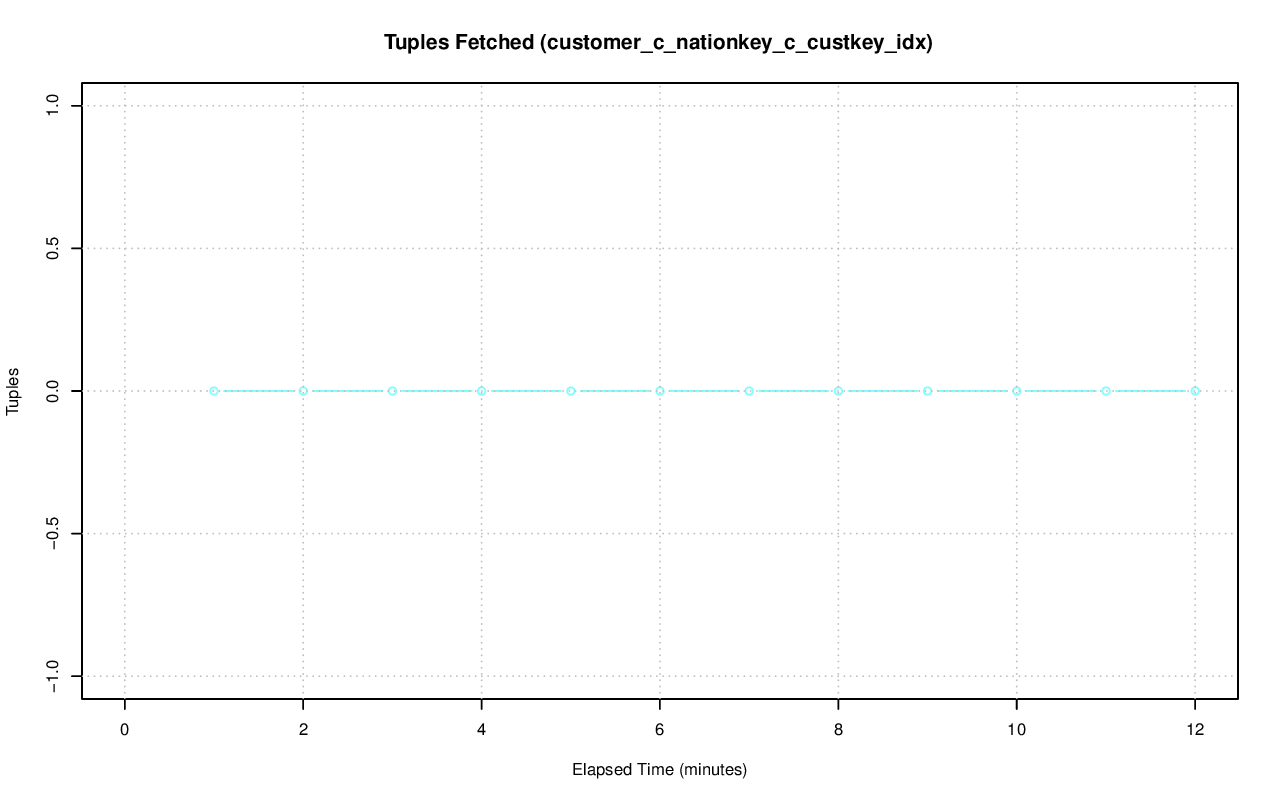 Tuples Fetched (customer_c_nationkey_c_custkey_idx)
1.0
0.5
0.0
−0.5
−1.0
Tuples
0 2 4 6 8 10 12
Elapsed Time (minutes)